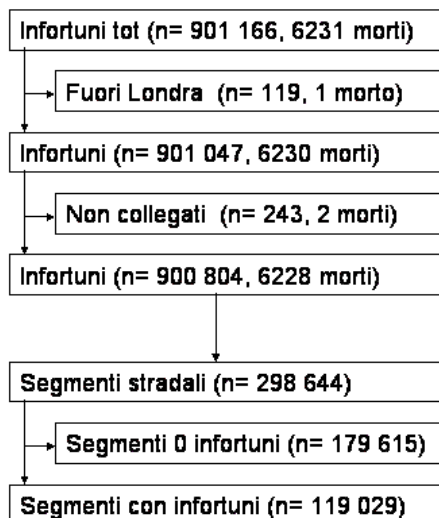 Infortuni tot (n= 901 166, 6231 morti)
Fuori Londra (n= 119, 1 morto)
Infortuni (n= 901 047, 6230 morti)
Non collegati (n= 243, 2 morti)
Infortuni (n= 900 804, 6228 morti)
Segmenti stradali (n= 298 644)
Segmenti 0 infortuni (n= 179 615)
Segmenti con infortuni (n= 119 029)